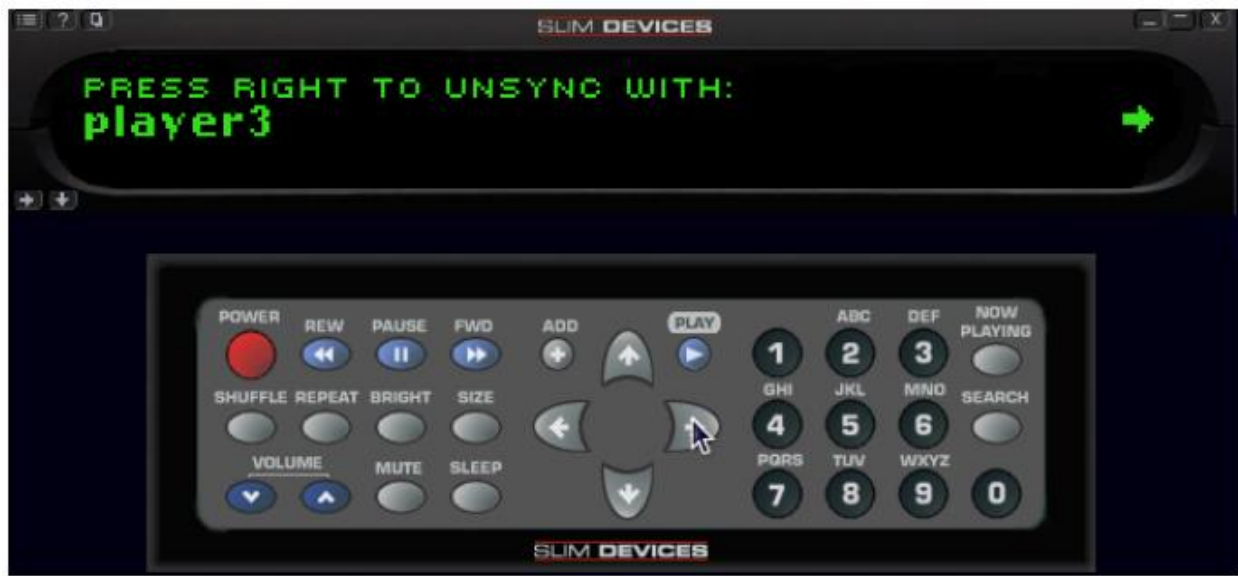 ? X
SLIM DEVICES
PRESS RIGHT TO UNSYNC WITH:
player3
POWER REW PAUSE FWD ADD PLAY ABC DEF NOW PLAYING
1 2 3
SHUFFLE REPEAT BRIGHT SIZE GHI JKL MNO SEARCH
4 5 6
VOLUME MUTE SLEEP PQRS TUV WXYZ
7 8 9 0
SLIM DEVICES